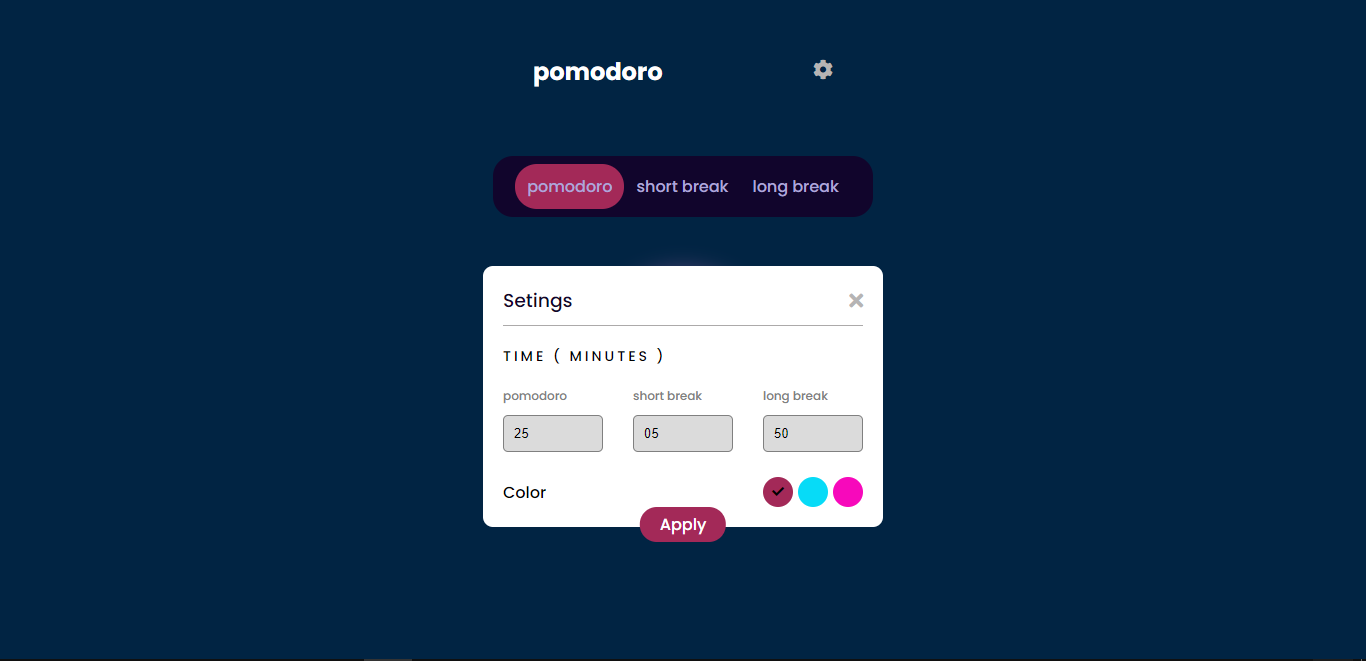 pomodoro
pomodoro short break long break
Setings
TIME ( MINUTES )
pomodoro short break long break
25 05 50
Color
Apply